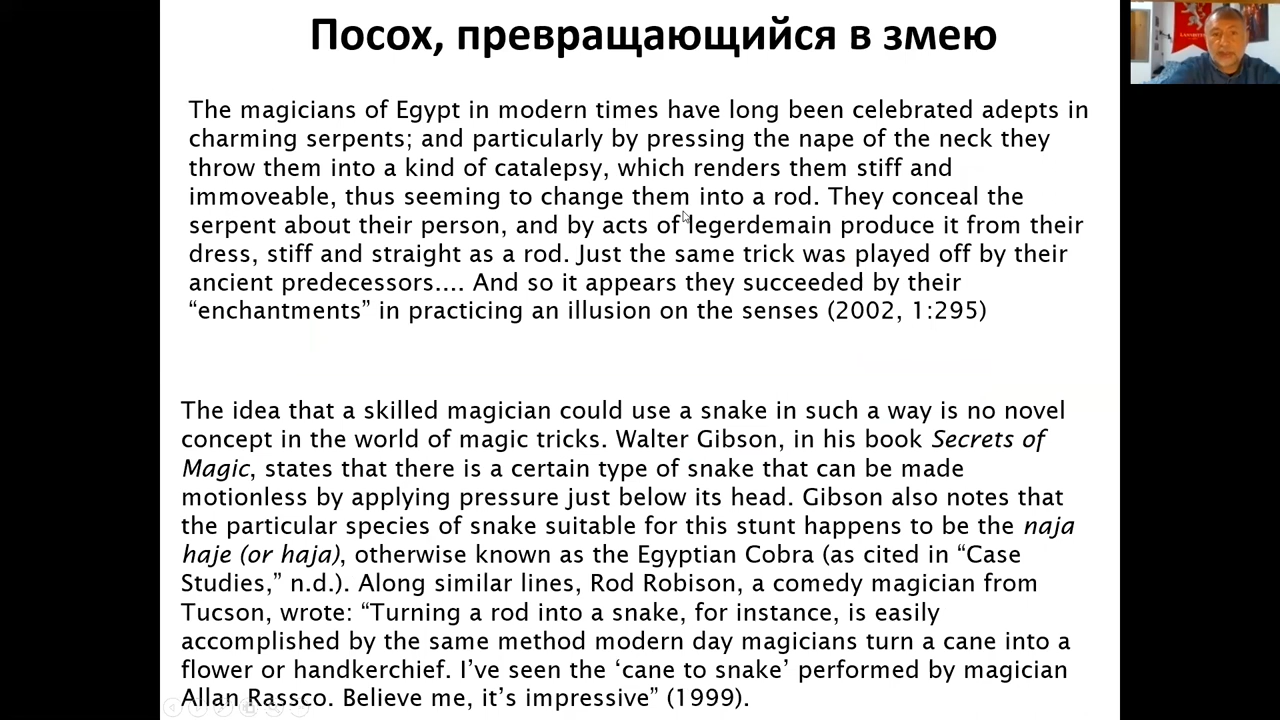 Посох, превращающийся в змею
The magicians of Egypt in modern times have long been celebrated adepts in
charming serpents; and particularly by pressing the nape of the neck they
throw them into a kind of catalepsy, which renders them stiff and
immoveable, thus seeming to change them into a rod. They conceal the
serpent about their person, and by acts of legerdemain produce it from their
dress, stiff and straight as a rod. Just the same trick was played off by their
ancient predecessors.... And so it appears they succeeded by their
“enchantments” in practicing an illusion on the senses (2002, 1:295)
The idea that a skilled magician could use a snake in such a way is no novel
concept in the world of magic tricks. Walter Gibson, in his book Secrets of
Magic, states that there is a certain type of snake that can be made
motionless by applying pressure just below its head. Gibson also notes that
the particular species of snake suitable for this stunt happens to be the naja
haje (or haja), otherwise known as the Egyptian Cobra (as cited in “Case
Studies,” n.d.). Along similar lines, Rod Robison, a comedy magician from
Tucson, wrote: “Turning a rod into a snake, for instance, is easily
accomplished by the same method modern day magicians turn a cane into a
flower or handkerchief. I’ve seen the ‘cane to snake’ performed by magician
Allan Rassco. Believe me, it’s impressive” (1999).